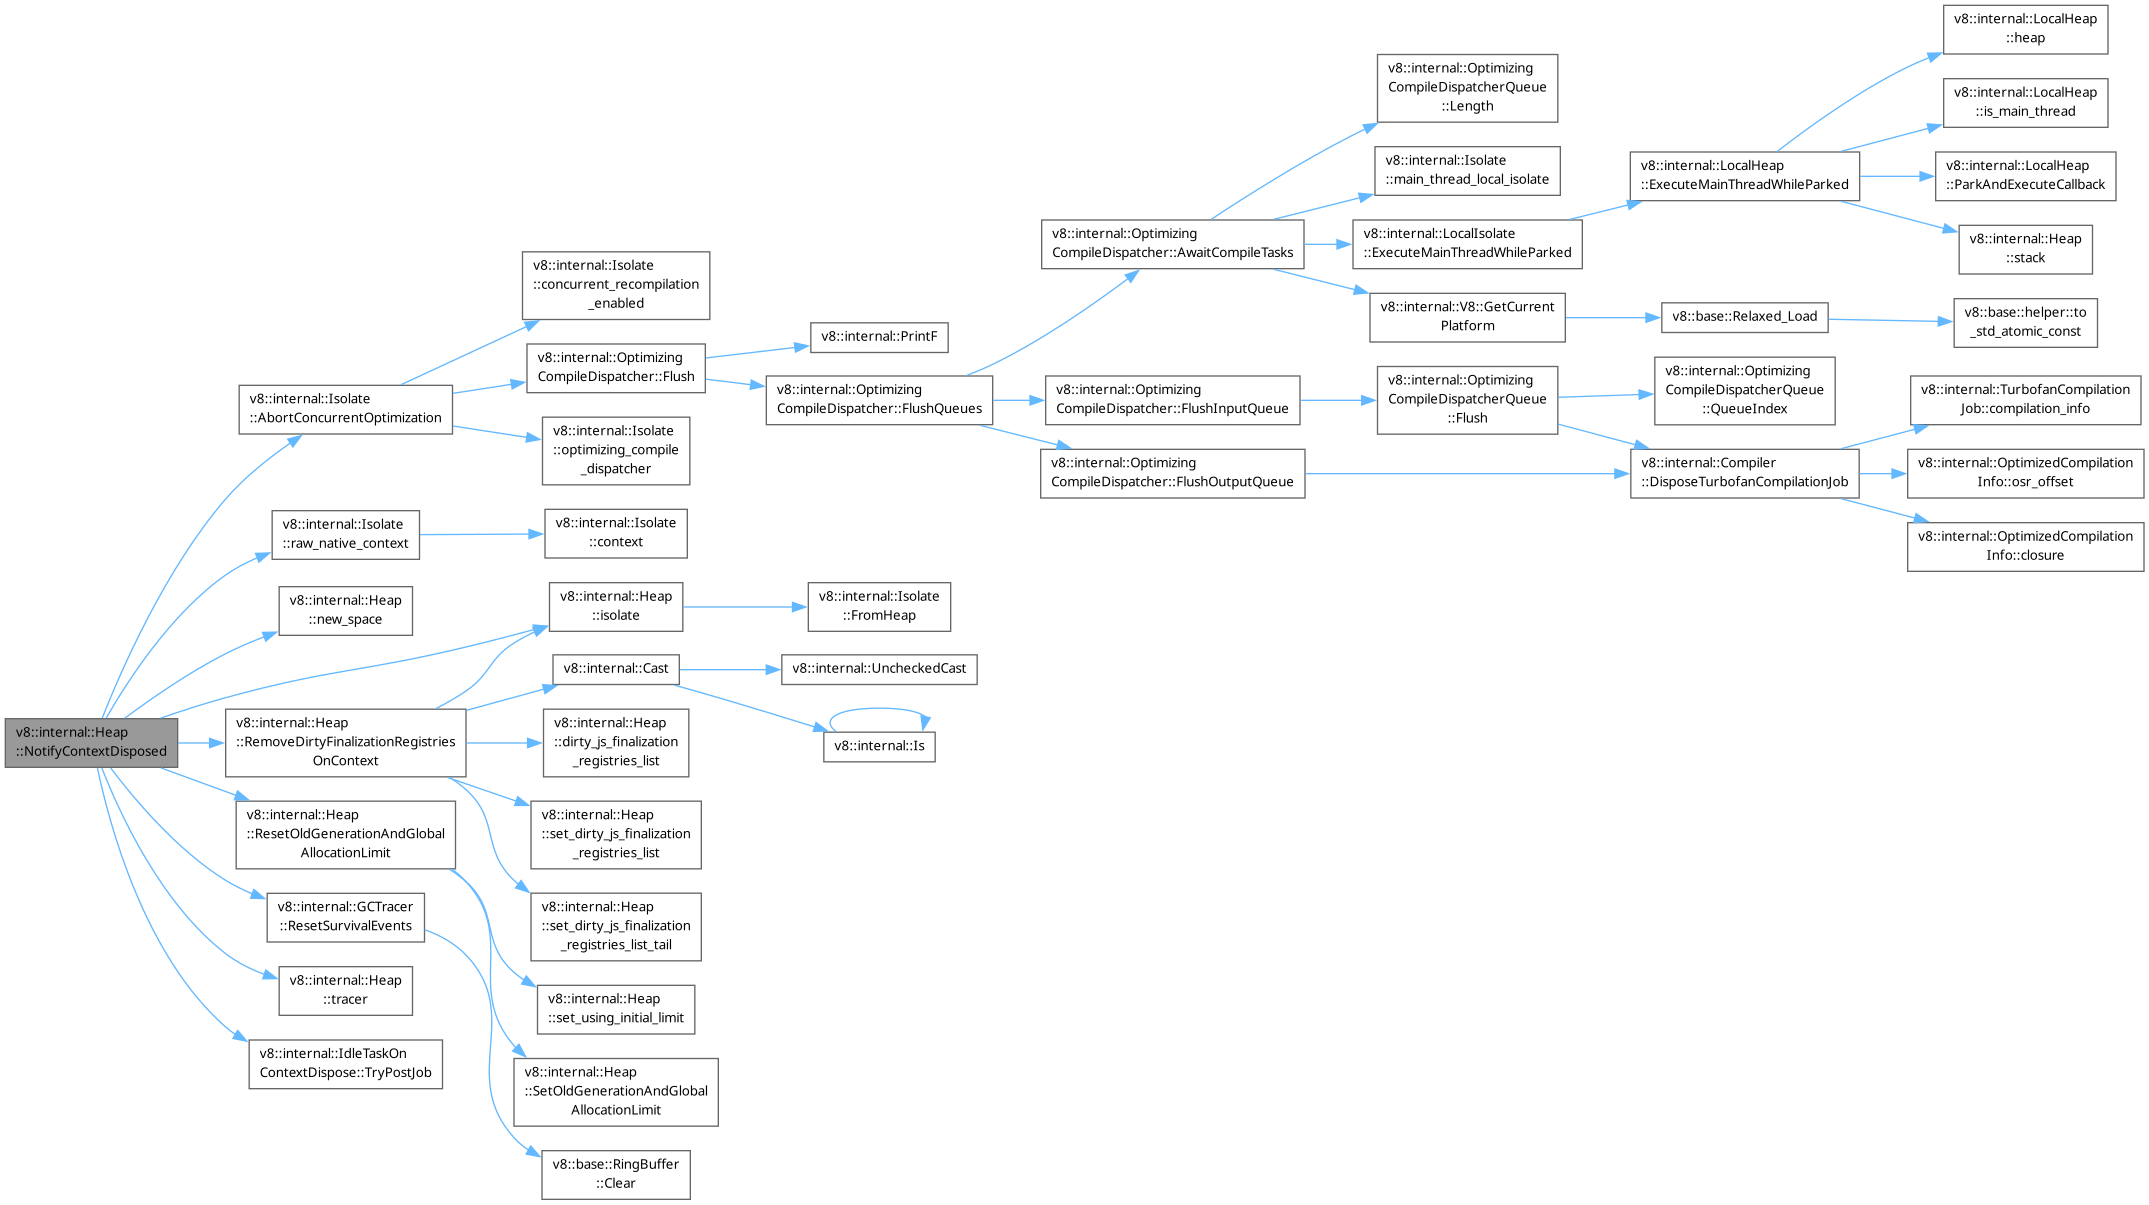 v8::internal::Heap
::NotifyContextDisposed
v8::internal::Isolate
::AbortConcurrentOptimization
v8::internal::Isolate
::concurrent_recompilation
_enabled
v8::internal::Optimizing
CompileDispatcher::Flush
v8::internal::PrintF
v8::internal::Optimizing
CompileDispatcher::FlushQueues
v8::internal::Optimizing
CompileDispatcher::AwaitCompileTasks
v8::internal::Optimizing
CompileDispatcherQueue
::Length
v8::internal::Isolate
::main_thread_local_isolate
v8::internal::LocalIsolate
::ExecuteMainThreadWhileParked
v8::internal::LocalHeap
::ExecuteMainThreadWhileParked
v8::internal::LocalHeap
::heap
v8::internal::LocalHeap
::is_main_thread
v8::internal::LocalHeap
::ParkAndExecuteCallback
v8::internal::Heap
::stack
v8::internal::V8::GetCurrent
Platform
v8::base::Relaxed_Load
v8::base::helper::to
_std_atomic_const
v8::internal::Optimizing
CompileDispatcher::FlushInputQueue
v8::internal::Optimizing
CompileDispatcherQueue
::Flush
v8::internal::Optimizing
CompileDispatcherQueue
::QueueIndex
v8::internal::Compiler
::DisposeTurbofanCompilationJob
v8::internal::TurbofanCompilation
Job::compilation_info
v8::internal::OptimizedCompilation
Info::osr_offset
v8::internal::OptimizedCompilation
Info::closure
v8::internal::Optimizing
CompileDispatcher::FlushOutputQueue
v8::internal::Isolate
::optimizing_compile
_dispatcher
v8::internal::Isolate
::raw_native_context
v8::internal::Isolate
::context
v8::internal::Heap
::new_space
v8::internal::Heap
::isolate
v8::internal::Isolate
::FromHeap
v8::internal::Heap
::RemoveDirtyFinalizationRegistries
OnContext
v8::internal::Cast
v8::internal::UncheckedCast
v8::internal::Is
v8::internal::Heap
::dirty_js_finalization
_registries_list
v8::internal::Heap
::set_dirty_js_finalization
_registries_list
v8::internal::Heap
::set_dirty_js_finalization
_registries_list_tail
v8::internal::Heap
::ResetOldGenerationAndGlobal
AllocationLimit
v8::internal::Heap
::set_using_initial_limit
v8::internal::Heap
::SetOldGenerationAndGlobal
AllocationLimit
v8::internal::GCTracer
::ResetSurvivalEvents
v8::base::RingBuffer
::Clear
v8::internal::Heap
::tracer
v8::internal::IdleTaskOn
ContextDispose::TryPostJob